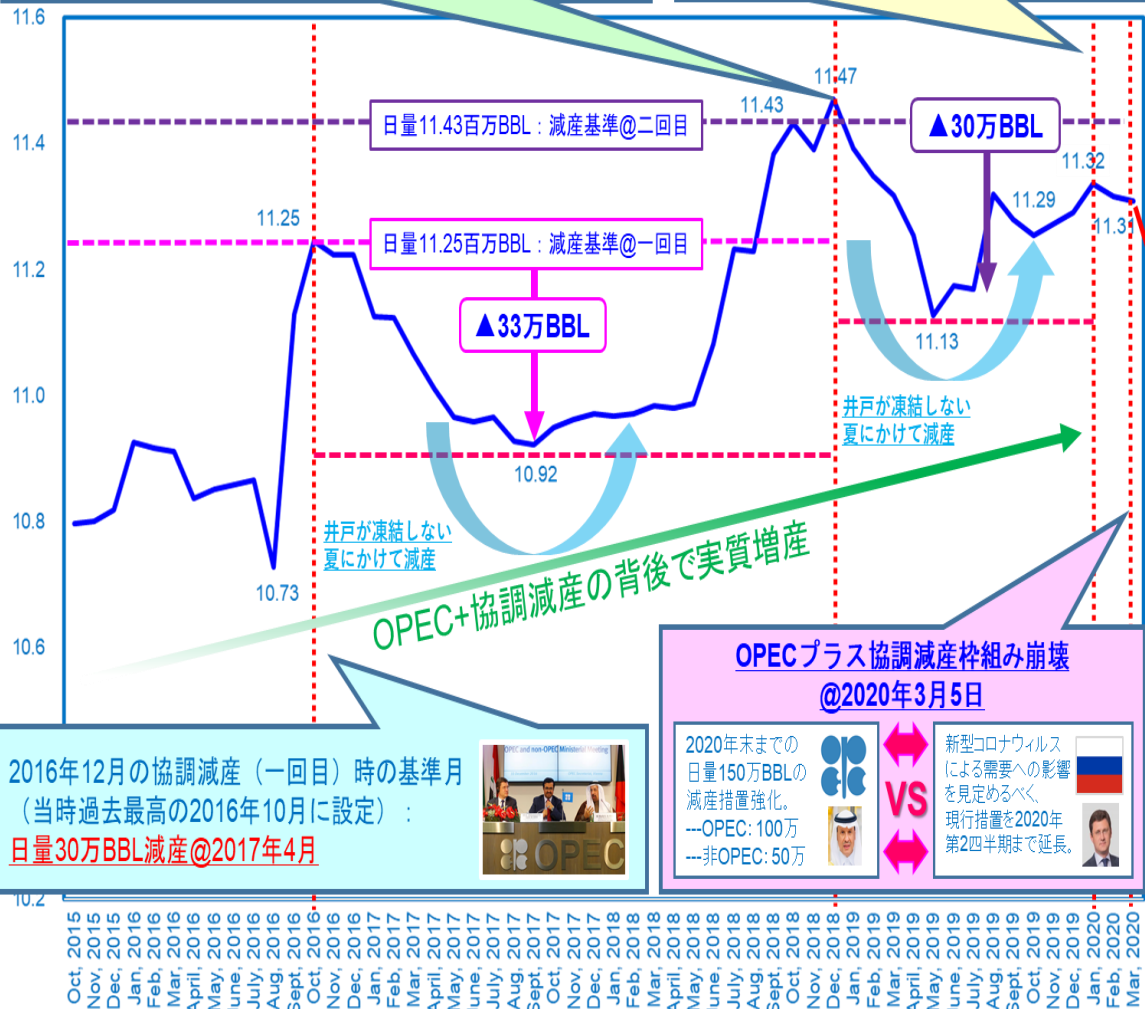 11.6
11.4
11.2
11.0
10.8
10.6
10.2
11.47
11.43
日量11.43百万BBL：減産基準@二回目
▲30万BBL
11.32
11.29
11.31
11.25
日量11.25百万BBL：減産基準@一回目
▲33万BBL
11.13
井戸が凍結しない
夏にかけて減産
10.92
井戸が凍結しない
夏にかけて減産
10.73
OPEC+協調減産の背後で実質増産
OPECプラス協調減産枠組み崩壊
@2020年3月5日
2020年末までの
日量150万BBLの
減産措置強化。
---OPEC：100万
---非OPEC：50万
VS
新型コロナウィルス
による需要への影響
を見定めるべく、
現行措置を2020年
第2四半期まで延長。
2016年12月の協調減産（一回目）時の基準月
（当時過去最高の2016年10月に設定）：
日量30万BBL減産@2017年4月
OPEC and non-OPEC Ministerial Meeting
OPEC
Oct, 2015
Nov, 2015
Dec, 2015
Jan, 2016
Feb, 2016
Mar, 2016
April, 2016
May, 2016
June, 2016
July, 2016
Aug, 2016
Sept, 2016
Oct, 2016
Nov, 2016
Dec, 2016
Jan, 2017
Feb, 2017
Mar, 2017
April, 2017
May, 2017
June, 2017
July, 2017
Aug, 2017
Sept, 2017
Oct, 2017
Nov, 2017
Dec, 2017
Jan, 2018
Feb, 2018
Mar, 2018
April, 2018
May, 2018
June, 2018
July, 2018
Aug, 2018
Sept, 2018
Oct, 2018
Nov, 2018
Dec, 2018
Jan, 2019
Feb, 2019
Mar, 2019
April, 2019
May, 2019
June, 2019
July, 2019
Aug, 2019
Sept, 2019
Oct, 2019
Nov, 2019
Dec, 2019
Jan, 2020
Feb, 2020
Mar, 2020